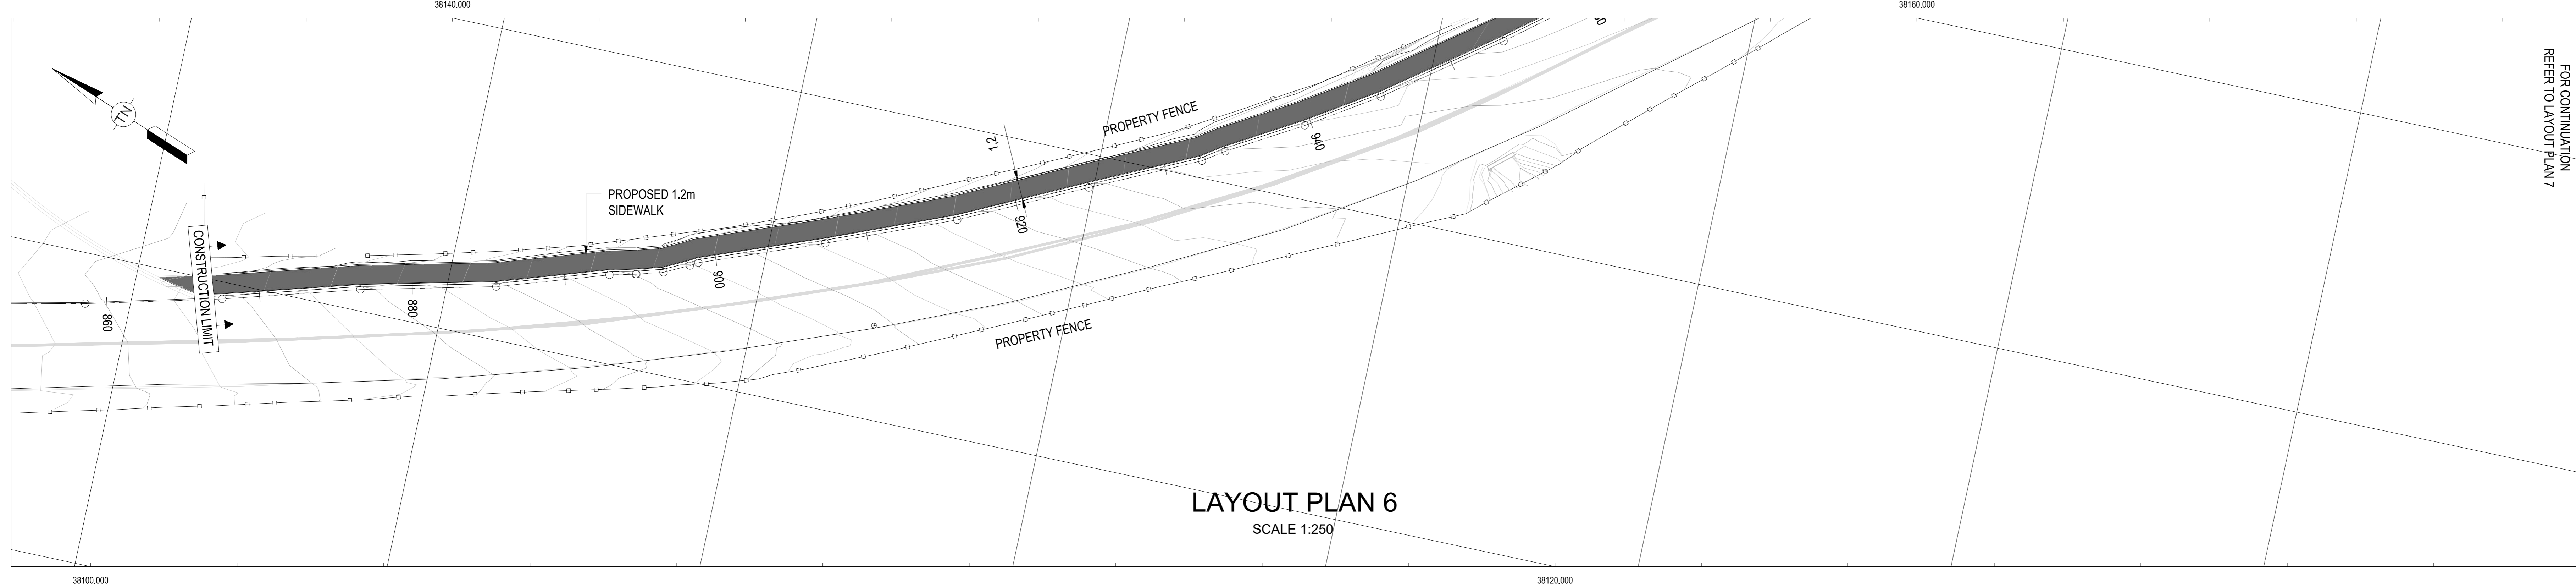 38140.000
38160.000
FOR CONTINUATION
REFER TO LAYOUT PLAN 7
TN
PROPERTY FENCE
1,2
940
PROPOSED 1.2m
SIDEWALK
920
CONSTRUCTION LIMIT
900
880
860
PROPERTY FENCE
LAYOUT PLAN 6
SCALE 1:250
38100.000
38120.000